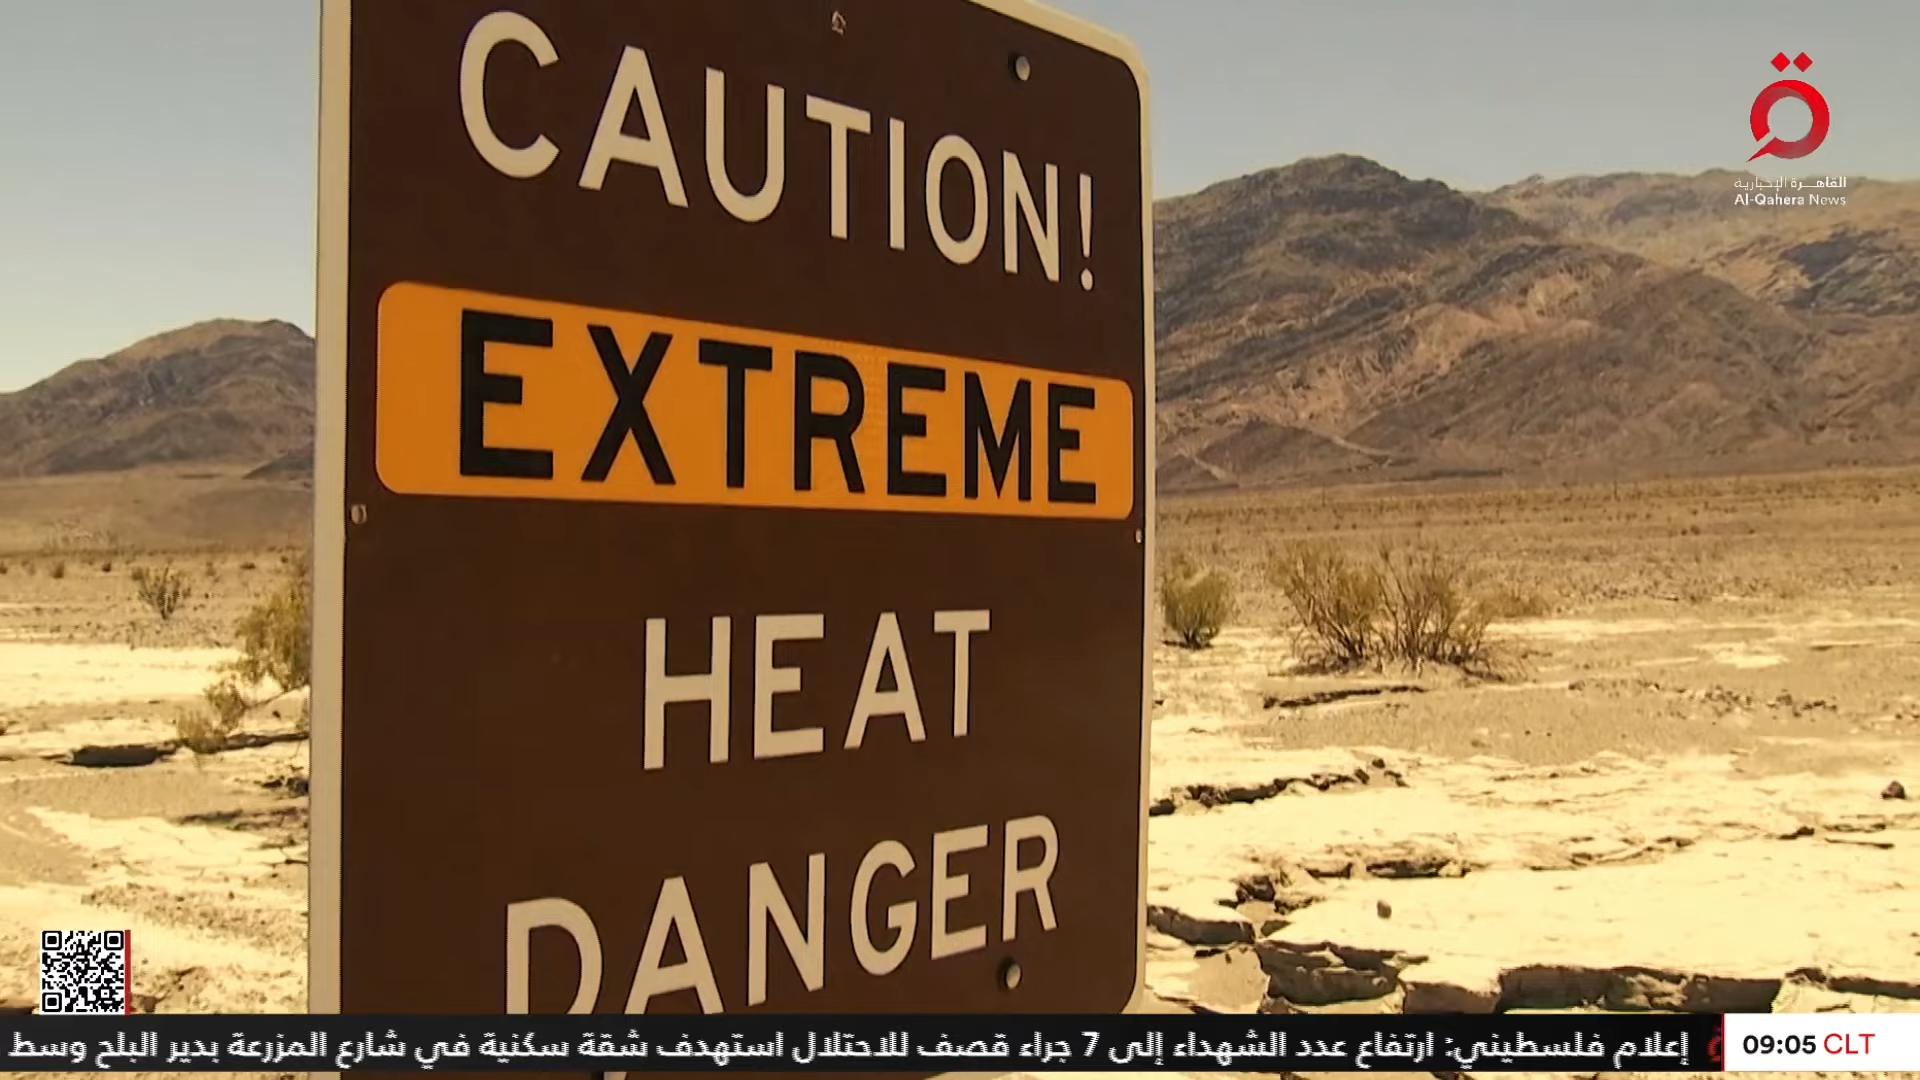 CAUTION!
EXTREME
HEAT
DANGER
القاهرة الإخبارية
Al-Qahera News
إعلام فلسطيني: ارتفاع عدد الشهداء إلى 7 جراء قصف للاحتلال استهدف شقة سكنية في شارع المزرعة بدير البلح وسط
09:05 CLT